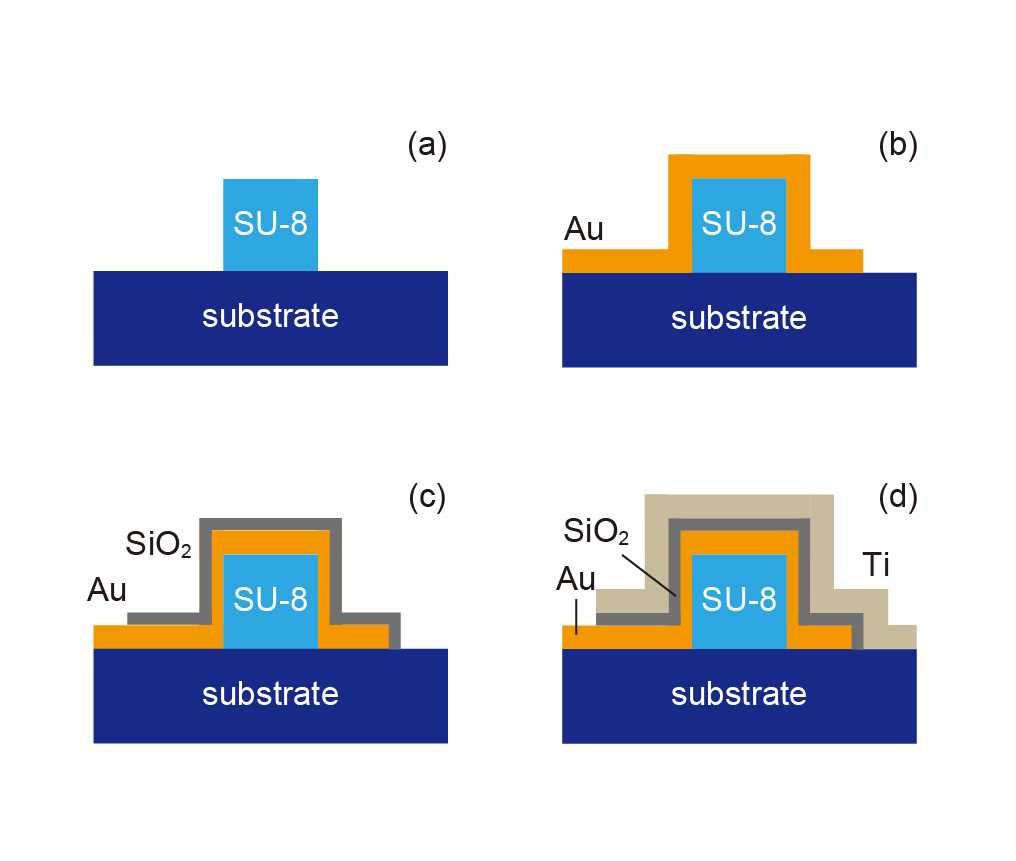 (a)
SU-8
substrate
(b)
Au
SU-8
substrate
(c)
SiO₂
Au
SU-8
substrate
(d)
SiO₂
Ti
Au
SU-8
substrate